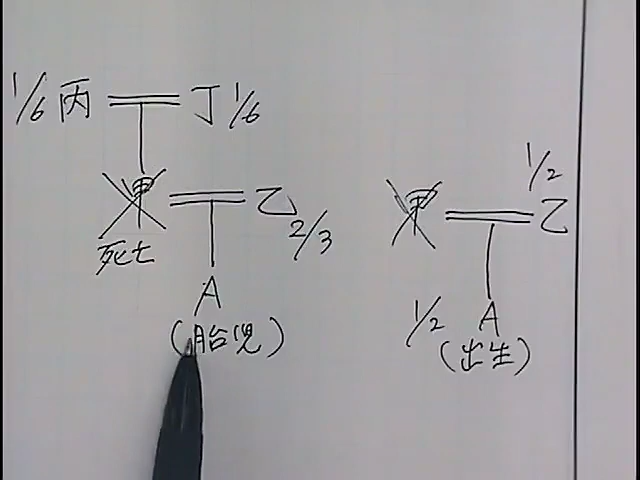 1/6 丙 丁 1/6
甲 乙 2/3
死亡
A
(胎児)
1/2
甲 乙
1/2 A
(出生)